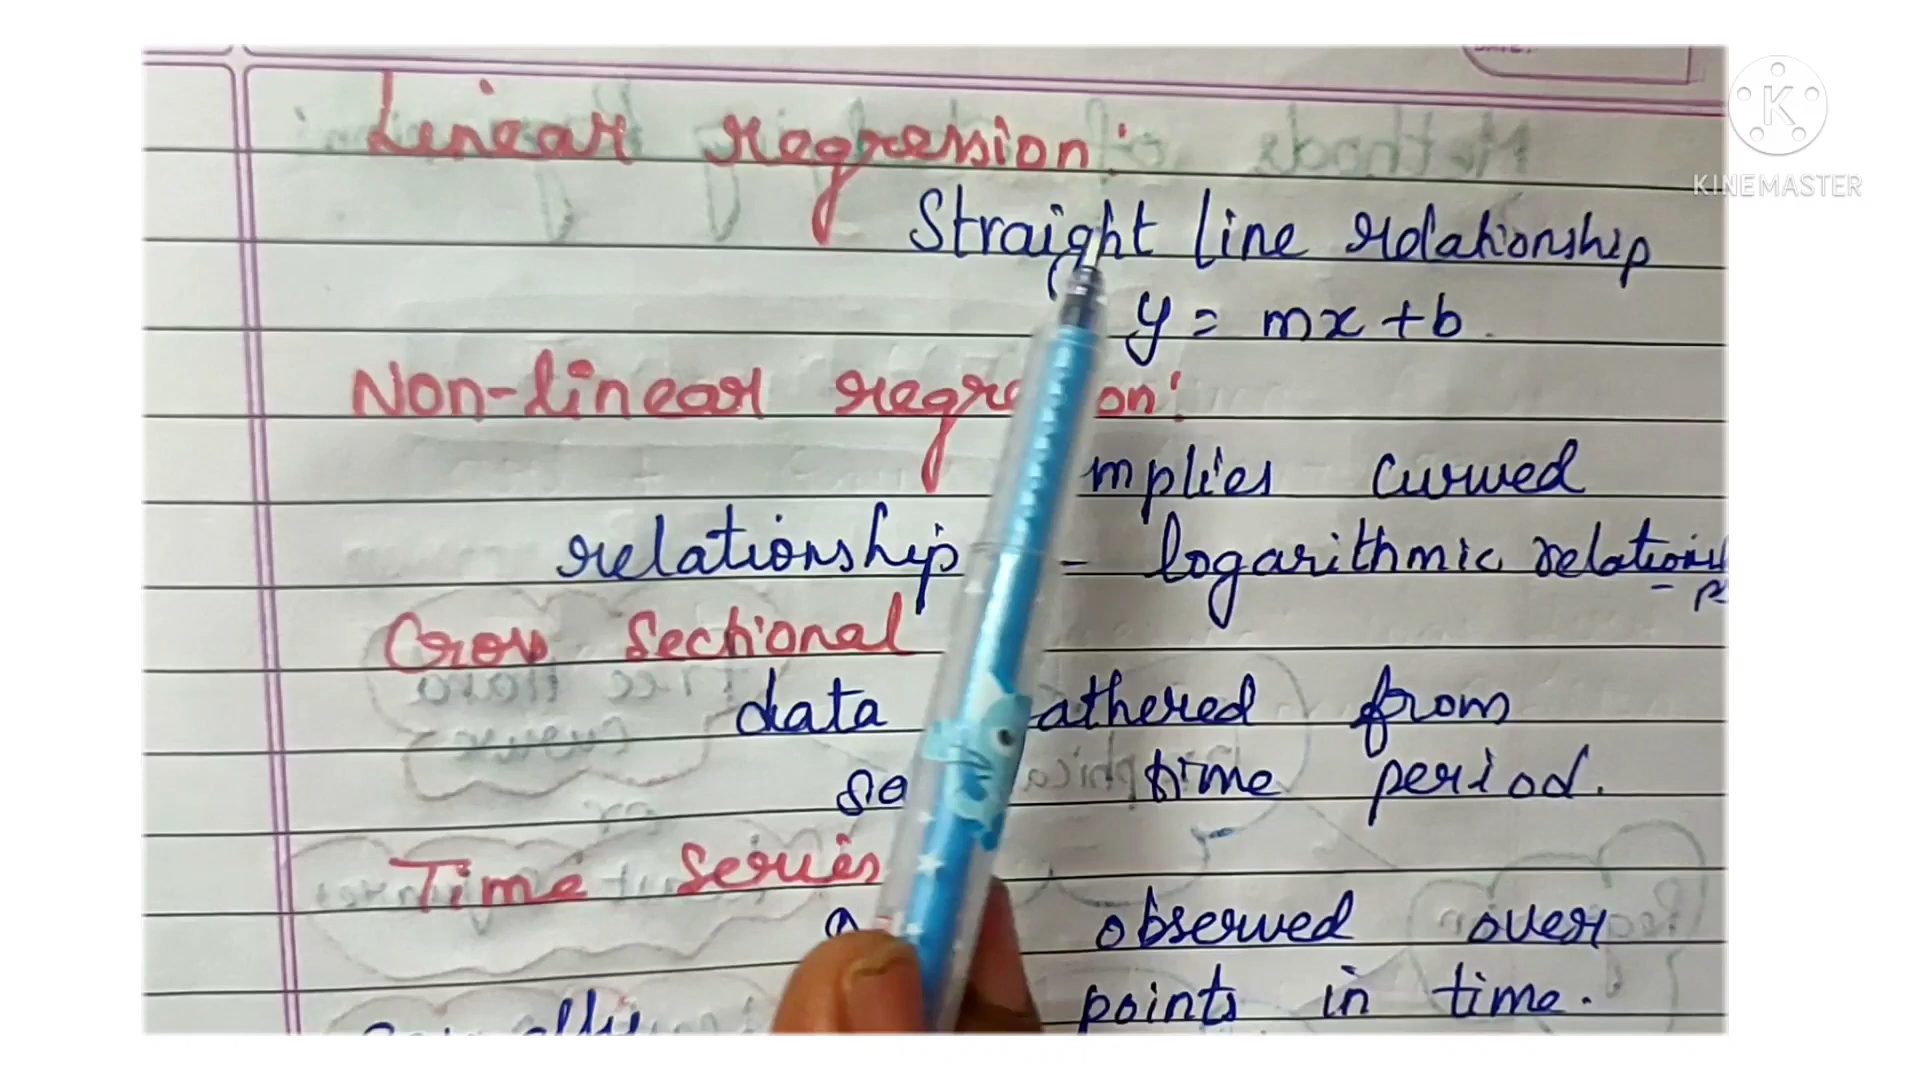 Linear regression:
Straight line relationship
y = mx + b.
Non-linear regre on:
mplies curved
relationship - logarithmic relationsh
- p
Cross Sectional
data athered from
time period.
Time Series
observed over
points in time.
KINEMASTER